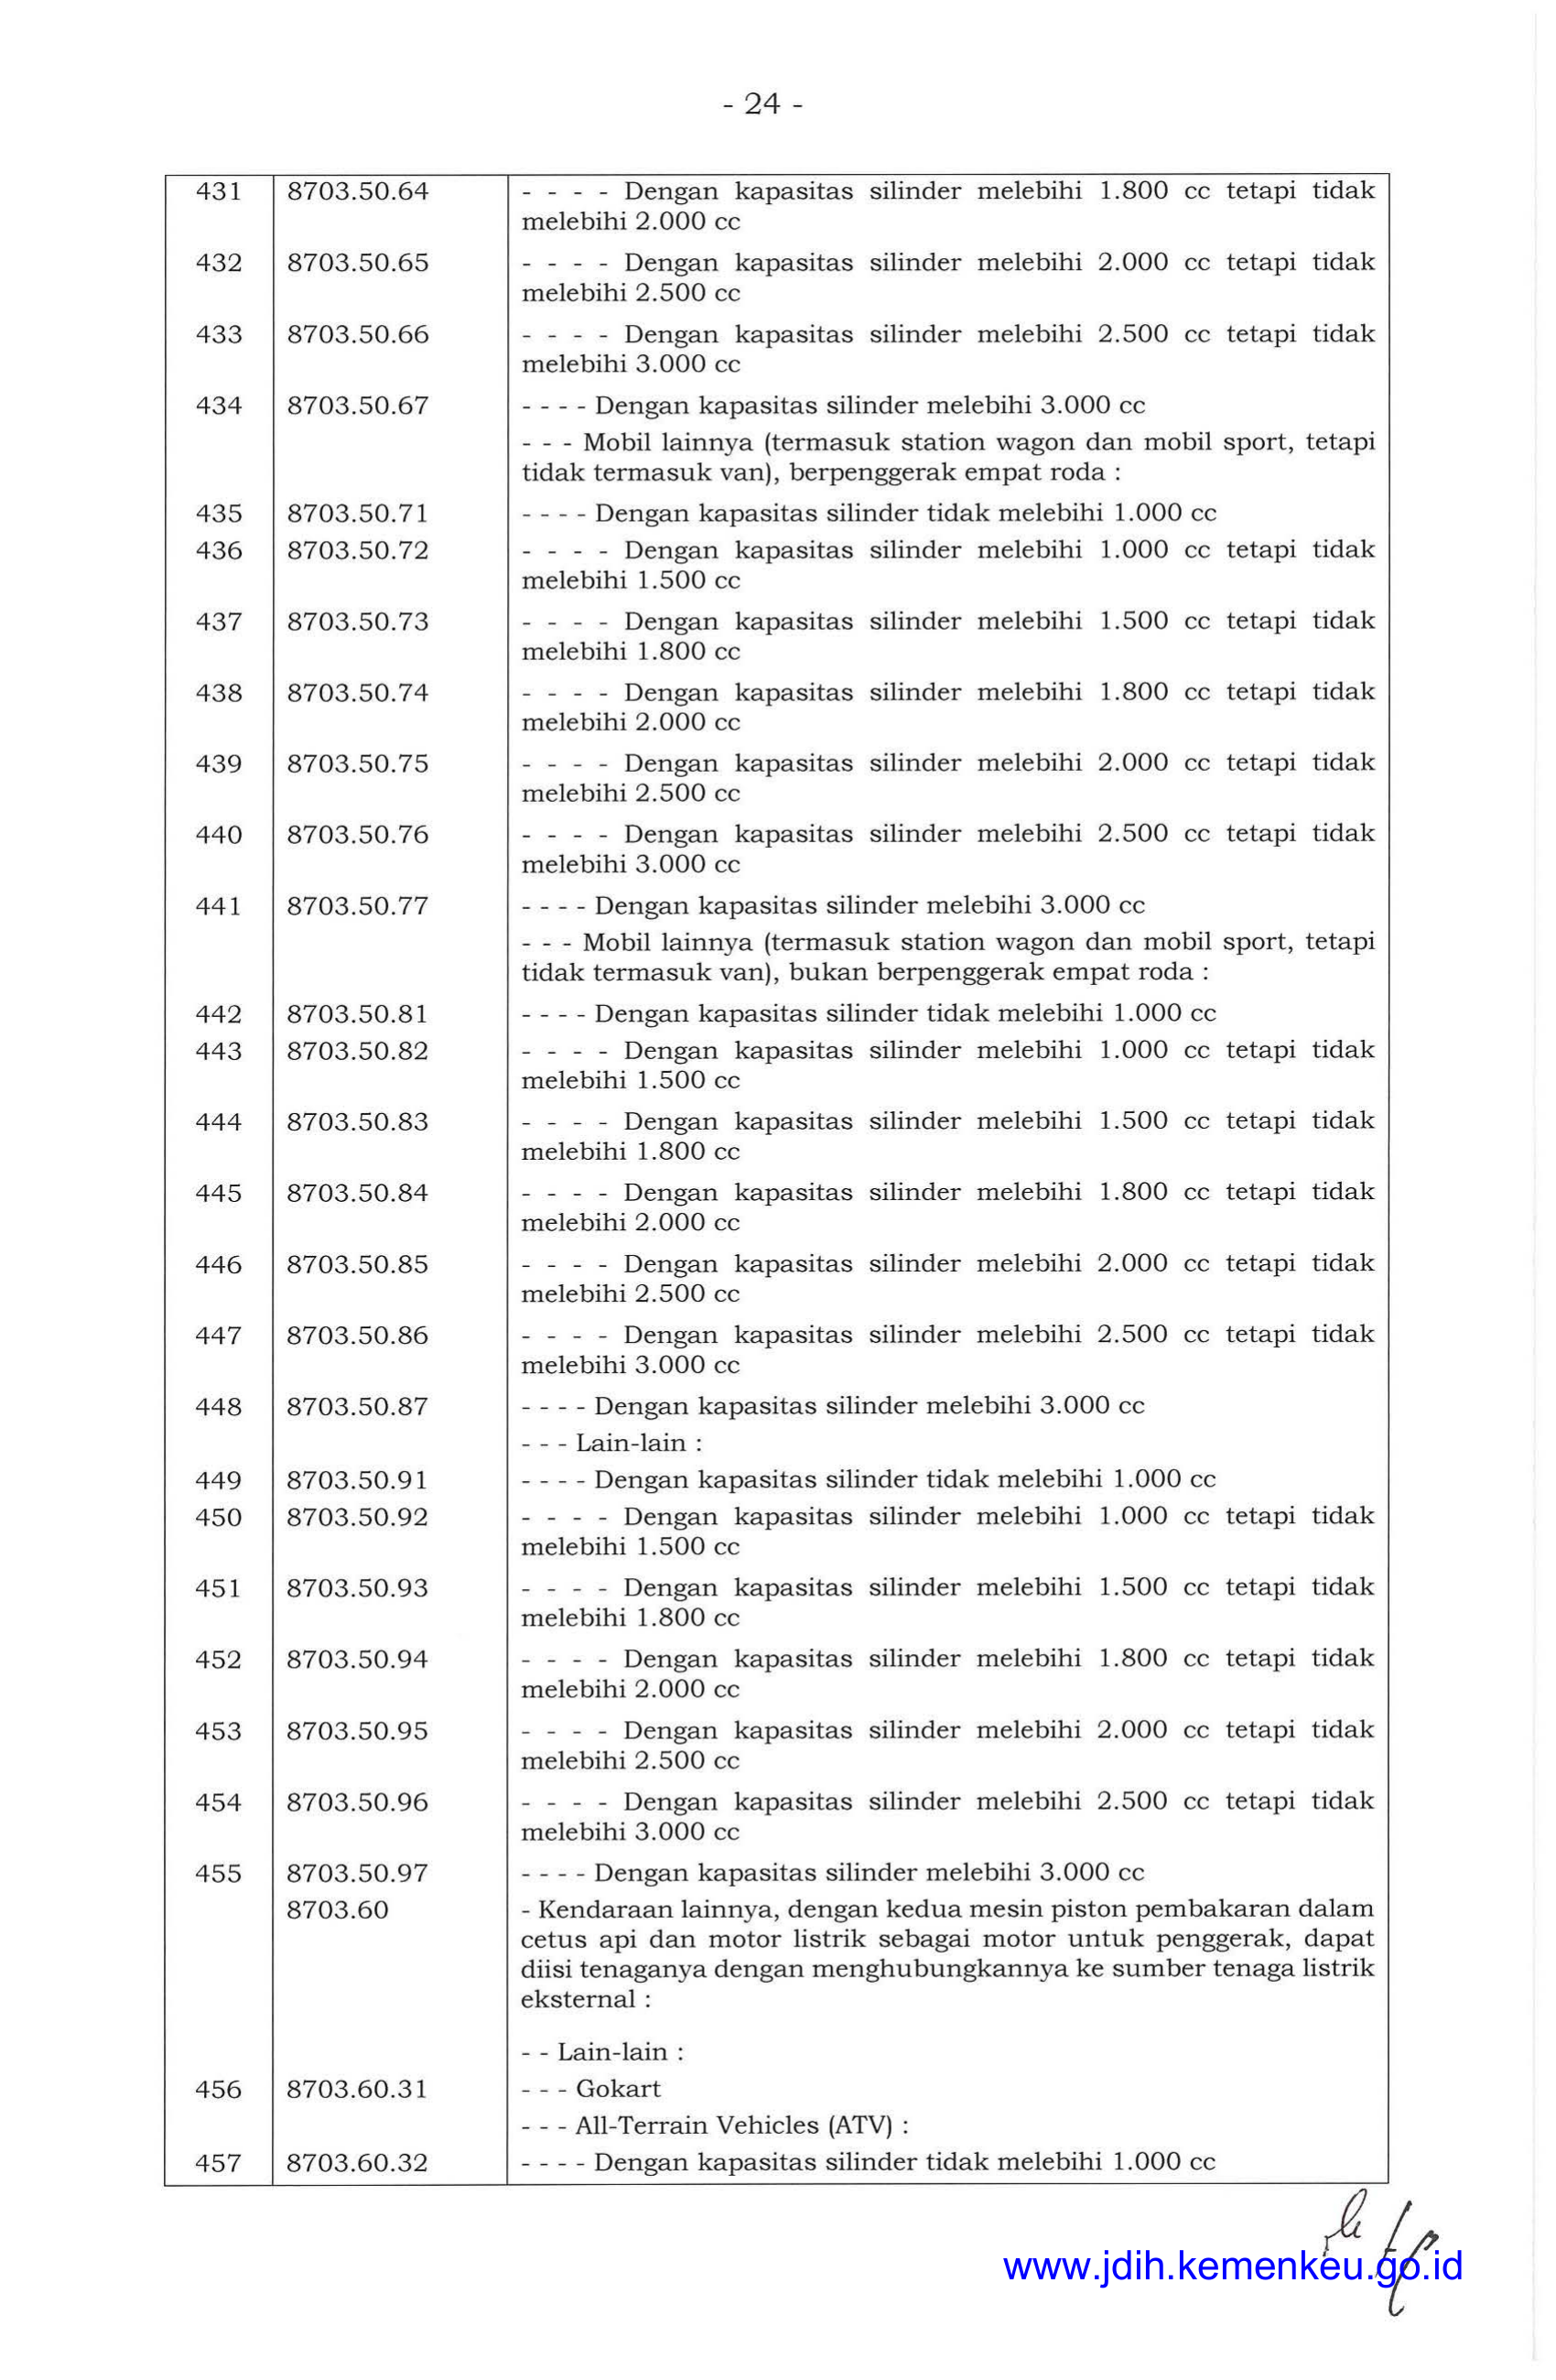 - 24 -
431 8703.50.64 - - - - Dengan kapasitas silinder melebihi 1.800 cc tetapi tidak
melebihi 2.000 cc
432 8703.50.65 - - - - Dengan kapasitas silinder melebihi 2.000 cc tetapi tidak
melebihi 2.500 cc
433 8703.50.66 - - - - Dengan kapasitas silinder melebihi 2.500 cc tetapi tidak
melebihi 3.000 cc
434 8703.50.67 - - - - Dengan kapasitas silinder melebihi 3.000 cc
- - - Mobil lainnya (termasuk station wagon dan mobil sport, tetapi
tidak termasuk van), berpenggerak empat roda :
435 8703.50.71 - - - - Dengan kapasitas silinder tidak melebihi 1.000 cc
436 8703.50.72 - - - - Dengan kapasitas silinder melebihi 1.000 cc tetapi tidak
melebihi 1.500 cc
437 8703.50.73 - - - - Dengan kapasitas silinder melebihi 1.500 cc tetapi tidak
melebihi 1.800 cc
438 8703.50.74 - - - - Dengan kapasitas silinder melebihi 1.800 cc tetapi tidak
melebihi 2.000 cc
439 8703.50.75 - - - - Dengan kapasitas silinder melebihi 2.000 cc tetapi tidak
melebihi 2.500 cc
440 8703.50.76 - - - - Dengan kapasitas silinder melebihi 2.500 cc tetapi tidak
melebihi 3.000 cc
441 8703.50.77 - - - - Dengan kapasitas silinder melebihi 3.000 cc
- - - Mobil lainnya (termasuk station wagon dan mobil sport, tetapi
tidak termasuk van), bukan berpenggerak empat roda :
442 8703.50.81 - - - - Dengan kapasitas silinder tidak melebihi 1.000 cc
443 8703.50.82 - - - - Dengan kapasitas silinder melebihi 1.000 cc tetapi tidak
melebihi 1.500 cc
444 8703.50.83 - - - - Dengan kapasitas silinder melebihi 1.500 cc tetapi tidak
melebihi 1.800 cc
445 8703.50.84 - - - - Dengan kapasitas silinder melebihi 1.800 cc tetapi tidak
melebihi 2.000 cc
446 8703.50.85 - - - - Dengan kapasitas silinder melebihi 2.000 cc tetapi tidak
melebihi 2.500 cc
447 8703.50.86 - - - - Dengan kapasitas silinder melebihi 2.500 cc tetapi tidak
melebihi 3.000 cc
448 8703.50.87 - - - - Dengan kapasitas silinder melebihi 3.000 cc
- - - Lain-lain :
449 8703.50.91 - - - - Dengan kapasitas silinder tidak melebihi 1.000 cc
450 8703.50.92 - - - - Dengan kapasitas silinder melebihi 1.000 cc tetapi tidak
melebihi 1.500 cc
451 8703.50.93 - - - - Dengan kapasitas silinder melebihi 1.500 cc tetapi tidak
melebihi 1.800 cc
452 8703.50.94 - - - - Dengan kapasitas silinder melebihi 1.800 cc tetapi tidak
melebihi 2.000 cc
453 8703.50.95 - - - - Dengan kapasitas silinder melebihi 2.000 cc tetapi tidak
melebihi 2.500 cc
454 8703.50.96 - - - - Dengan kapasitas silinder melebihi 2.500 cc tetapi tidak
melebihi 3.000 cc
455 8703.50.97 - - - - Dengan kapasitas silinder melebihi 3.000 cc
8703.60 - Kendaraan lainnya, dengan kedua mesin piston pembakaran dalam
cetus api dan motor listrik sebagai motor untuk penggerak, dapat
diisi tenaganya dengan menghubungkannya ke sumber tenaga listrik
eksternal :
- - Lain-lain :
456 8703.60.31 - - - Gokart
- - - All-Terrain Vehicles (ATV) :
457 8703.60.32 - - - - Dengan kapasitas silinder tidak melebihi 1.000 cc
www.jdih.kemenkeu.go.id